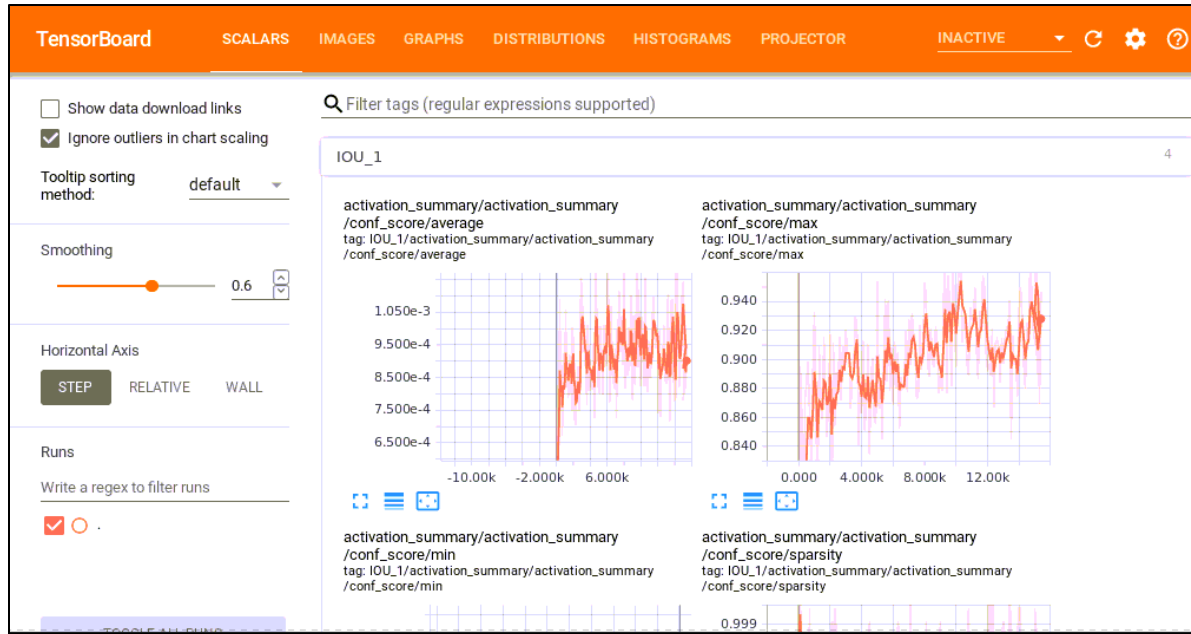 TensorBoard SCALARS IMAGES GRAPHS DISTRIBUTIONS HISTOGRAMS PROJECTOR INACTIVE
Show data download links
Ignore outliers in chart scaling
Tooltip sorting
method:
default
Smoothing
0.6
Horizontal Axis
STEP RELATIVE WALL
Runs
Write a regex to filter runs
.
TOGGLE ALL RUNS
Filter tags (regular expressions supported)
IOU_1 4
activation_summary/activation_summary
/conf_score/average
tag: IOU_1/activation_summary/activation_summary
/conf_score/average
1.050e-3
9.500e-4
8.500e-4
7.500e-4
6.500e-4
-10.00k -2.000k 6.000k
activation_summary/activation_summary
/conf_score/max
tag: IOU_1/activation_summary/activation_summary
/conf_score/max
0.940
0.920
0.900
0.880
0.860
0.840
0.000 4.000k 8.000k 12.00k
activation_summary/activation_summary
/conf_score/min
tag: IOU_1/activation_summary/activation_summary
/conf_score/min
activation_summary/activation_summary
/conf_score/sparsity
tag: IOU_1/activation_summary/activation_summary
/conf_score/sparsity
0.999